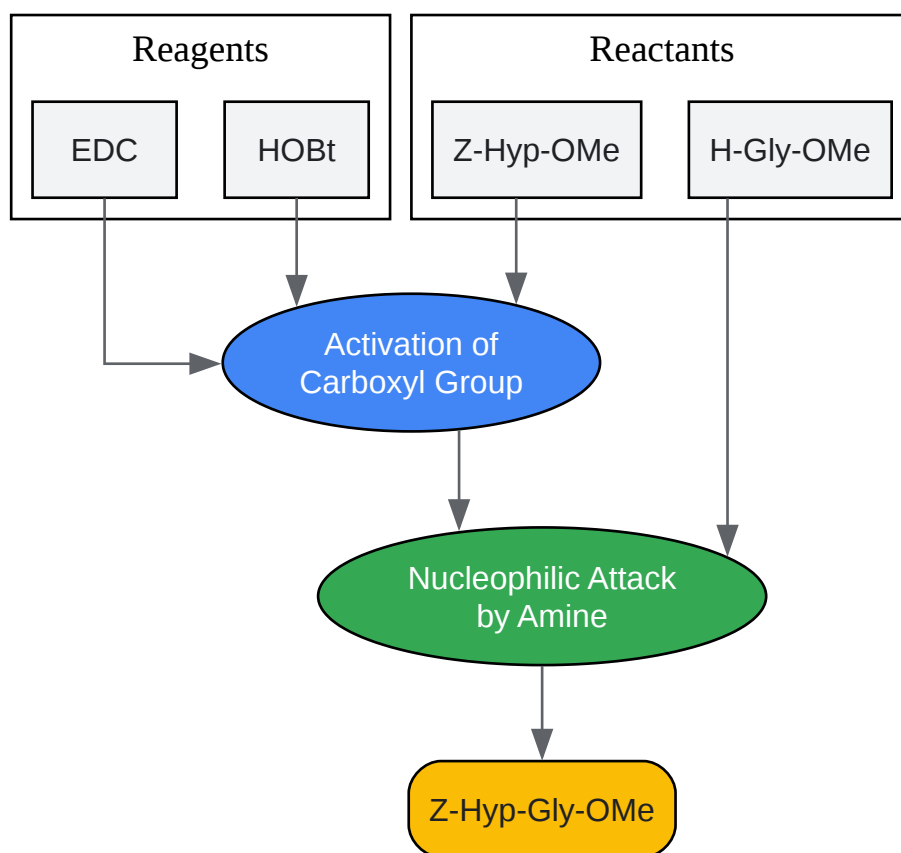 Reagents
Reactants
EDC
HOBt
Z-Hyp-OMe
H-Gly-OMe
Activation of
Carboxyl Group
Nucleophilic Attack
by Amine
Z-Hyp-Gly-OMe